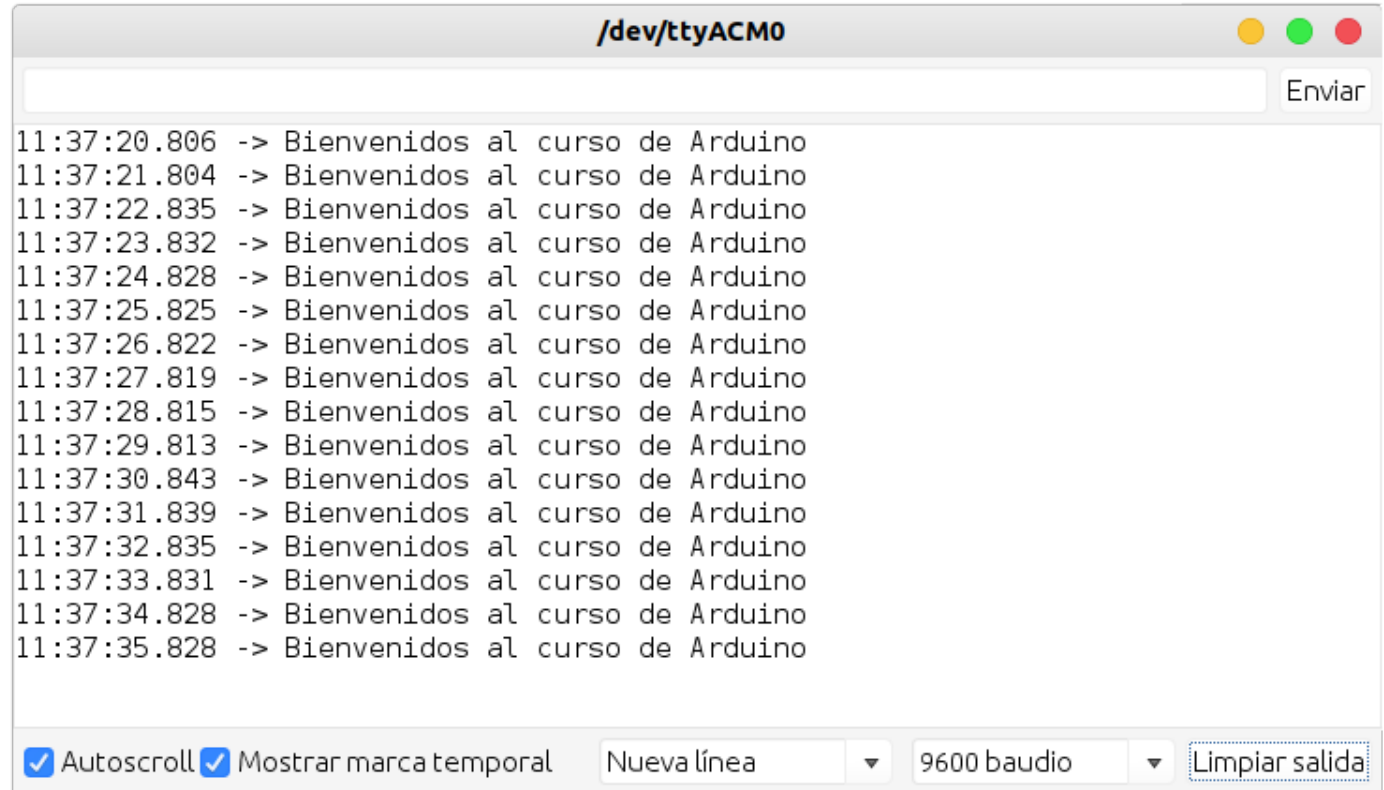 /dev/ttyACM0
Enviar
11:37:20.806 -> Bienvenidos al curso de Arduino
11:37:21.804 -> Bienvenidos al curso de Arduino
11:37:22.835 -> Bienvenidos al curso de Arduino
11:37:23.832 -> Bienvenidos al curso de Arduino
11:37:24.828 -> Bienvenidos al curso de Arduino
11:37:25.825 -> Bienvenidos al curso de Arduino
11:37:26.822 -> Bienvenidos al curso de Arduino
11:37:27.819 -> Bienvenidos al curso de Arduino
11:37:28.815 -> Bienvenidos al curso de Arduino
11:37:29.813 -> Bienvenidos al curso de Arduino
11:37:30.843 -> Bienvenidos al curso de Arduino
11:37:31.839 -> Bienvenidos al curso de Arduino
11:37:32.835 -> Bienvenidos al curso de Arduino
11:37:33.831 -> Bienvenidos al curso de Arduino
11:37:34.828 -> Bienvenidos al curso de Arduino
11:37:35.828 -> Bienvenidos al curso de Arduino
Autoscroll Mostrar marca temporal Nueva línea 9600 baudio Limpiar salida